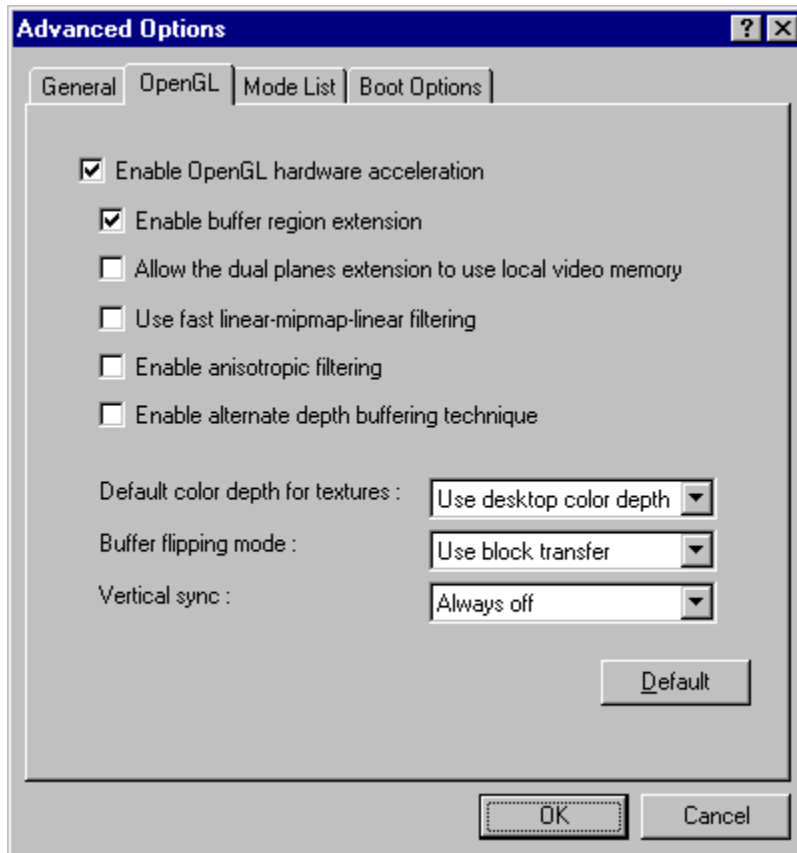 Advanced Options
General OpenGL Mode List Boot Options
Enable OpenGL hardware acceleration
Enable buffer region extension
Allow the dual planes extension to use local video memory
Use fast linear-mipmap-linear filtering
Enable anisotropic filtering
Enable alternate depth buffering technique
Default color depth for textures : Use desktop color depth
Buffer flipping mode : Use block transfer
Vertical sync : Always off
Default
OK Cancel